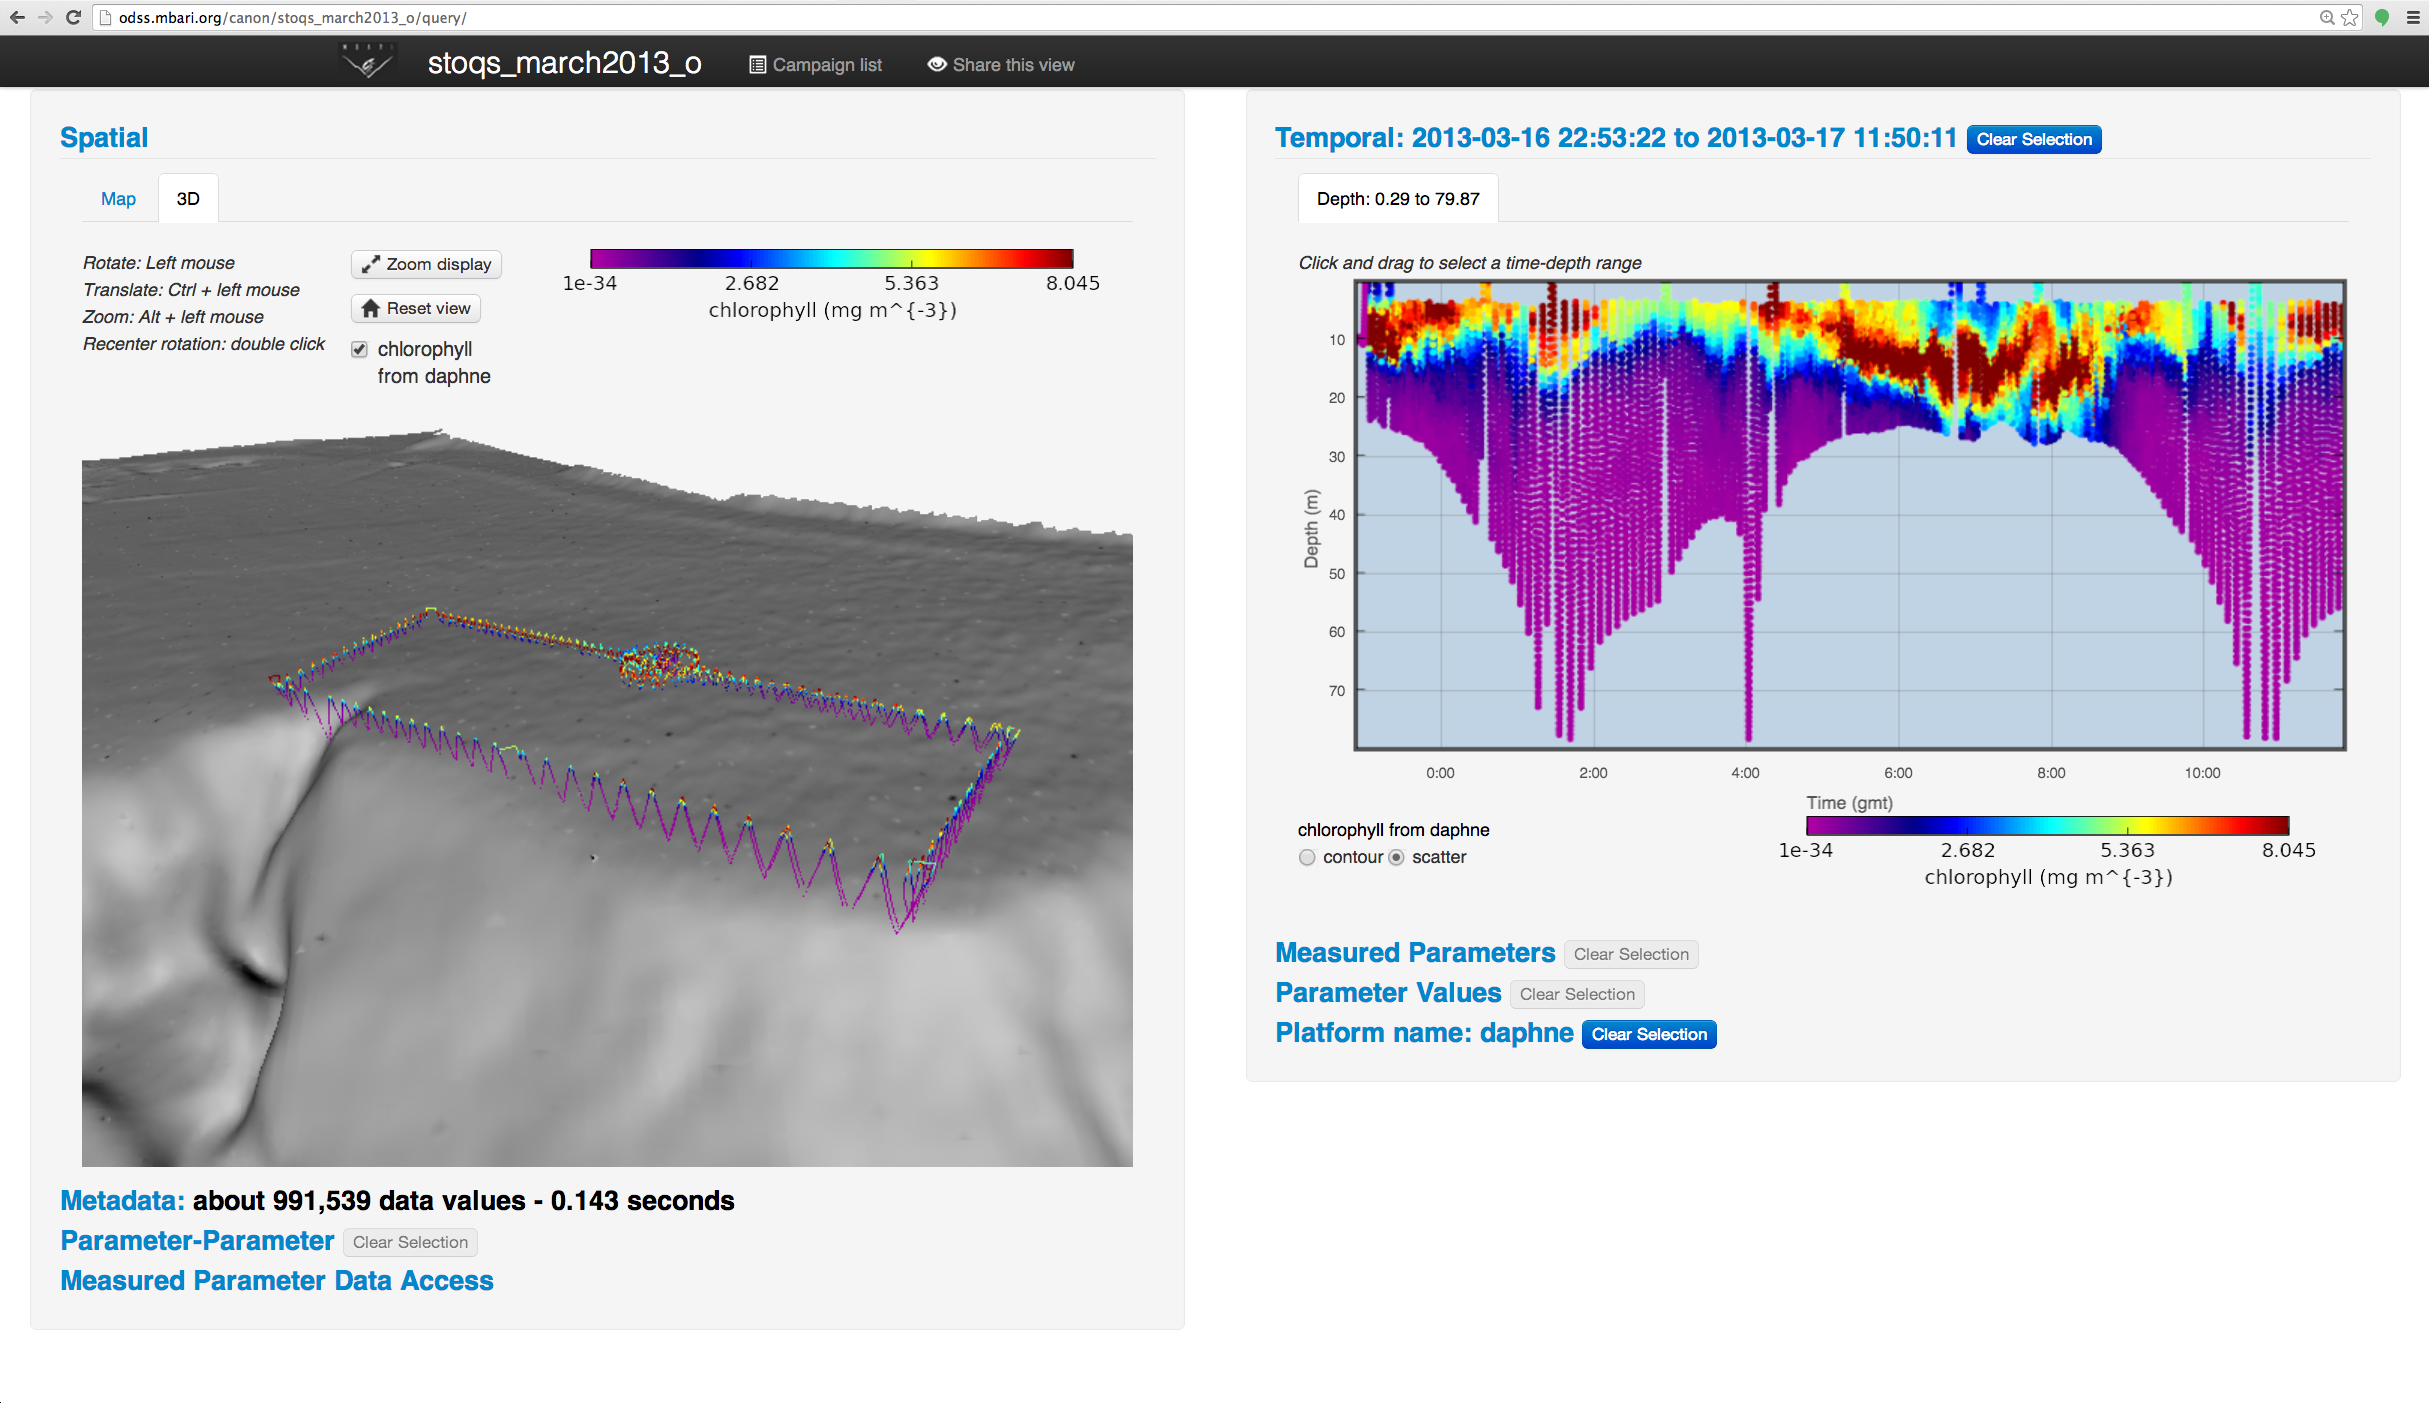 odss.mbari.org/canon/stoqs_march2013_o/query/
stoqs_march2013_o
Campaign list
Share this view
Spatial
Map
3D
Rotate: Left mouse
Translate: Ctrl + left mouse
Zoom: Alt + left mouse
Recenter rotation: double click
Zoom display
Reset view
chlorophyll
from daphne
1e-34 2.682 5.363 8.045
chlorophyll (mg m^{-3})
Metadata: about 991,539 data values - 0.143 seconds
Parameter-Parameter Clear Selection
Measured Parameter Data Access
Temporal: 2013-03-16 22:53:22 to 2013-03-17 11:50:11 Clear Selection
Depth: 0.29 to 79.87
Click and drag to select a time-depth range
10
20
30
40
50
60
70
Depth (m)
0:00 2:00 4:00 6:00 8:00 10:00
Time (gmt)
chlorophyll from daphne
contour scatter
1e-34 2.682 5.363 8.045
chlorophyll (mg m^{-3})
Measured Parameters Clear Selection
Parameter Values Clear Selection
Platform name: daphne Clear Selection